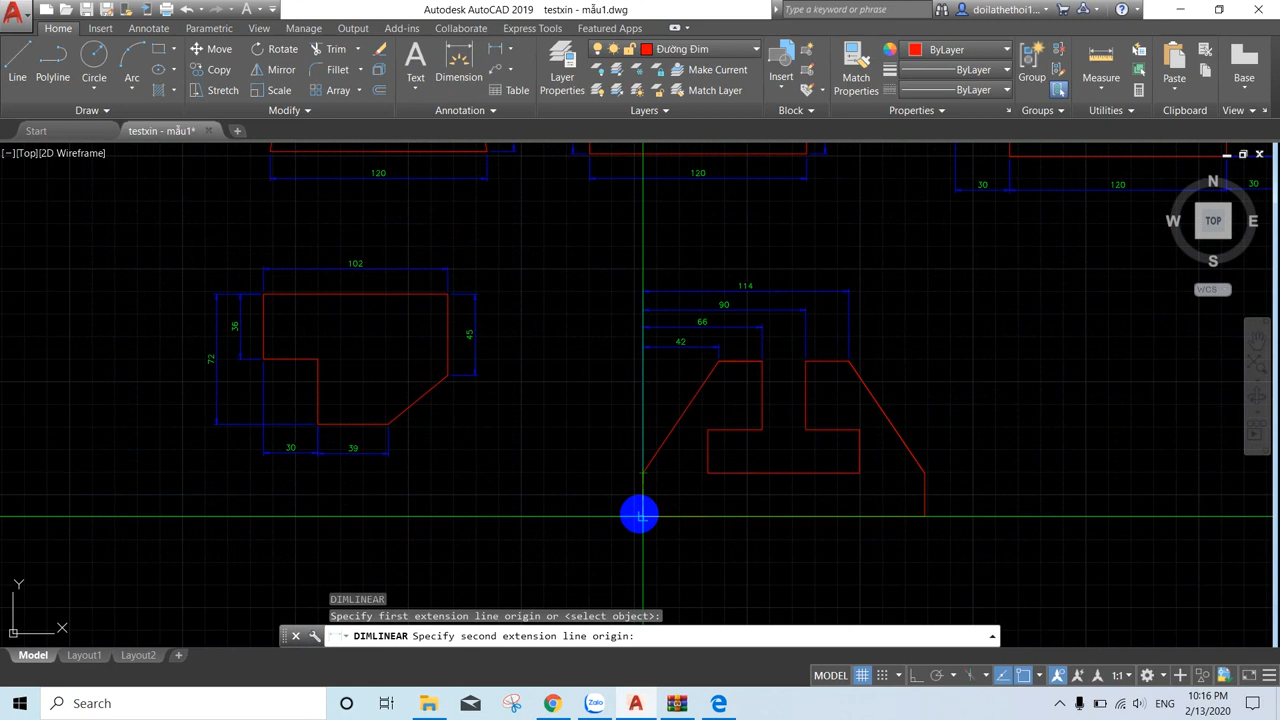 Autodesk AutoCAD 2019 testxin - mẫu1.dwg
Type a keyword or phrase
doilathethoi1...
Home Insert Annotate Parametric View Manage Output Add-ins Collaborate Express Tools Featured Apps
Line Polyline Circle Arc
Move Rotate Trim
Copy Mirror Fillet
Stretch Scale Array
Text Dimension Table
Layer Properties
Đường Đim
Make Current
Match Layer
Insert
Match Properties
ByLayer
ByLayer
ByLayer
Group Measure Paste Base
Draw Modify Annotation Layers Block Properties Groups Utilities Clipboard View
Start testxin - mẫu1*
[−][Top][2D Wireframe]
120 120 30 120 30
N
W TOP E
S
WCS
102
36
72
45
30 39
114
90
66
42
Y
X
DIMLINEAR
Specify first extension line origin or <select object>:
DIMLINEAR Specify second extension line origin:
Model Layout1 Layout2
MODEL 1:1
Search
Zalo
ENG
10:16 PM
2/13/2020